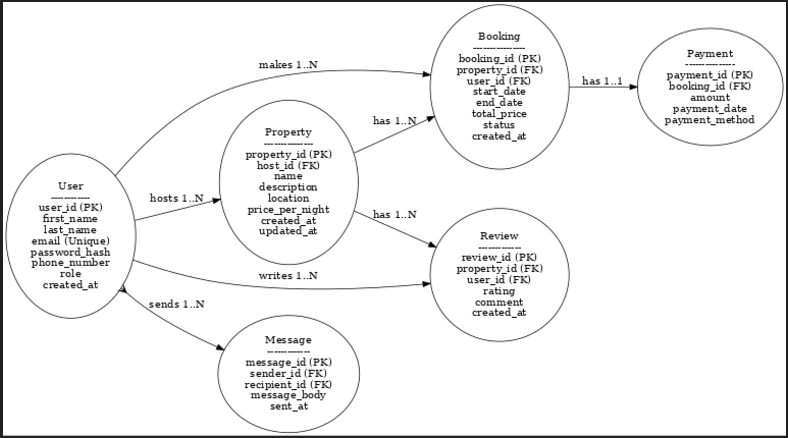 User
------------
user_id (PK)
first_name
last_name
email (Unique)
password_hash
phone_number
role
created_at
makes 1..N
hosts 1..N
writes 1..N
sends 1..N
Property
---------------
property_id (PK)
host_id (FK)
name
description
location
price_per_night
created_at
updated_at
has 1..N
has 1..N
Message
-------------
message_id (PK)
sender_id (FK)
recipient_id (FK)
message_body
sent_at
Booking
----------------
booking_id (PK)
property_id (FK)
user_id (FK)
start_date
end_date
total_price
status
created_at
has 1..1
Review
-------------
review_id (PK)
property_id (FK)
user_id (FK)
rating
comment
created_at
Payment
----------------
payment_id (PK)
booking_id (FK)
amount
payment_date
payment_method